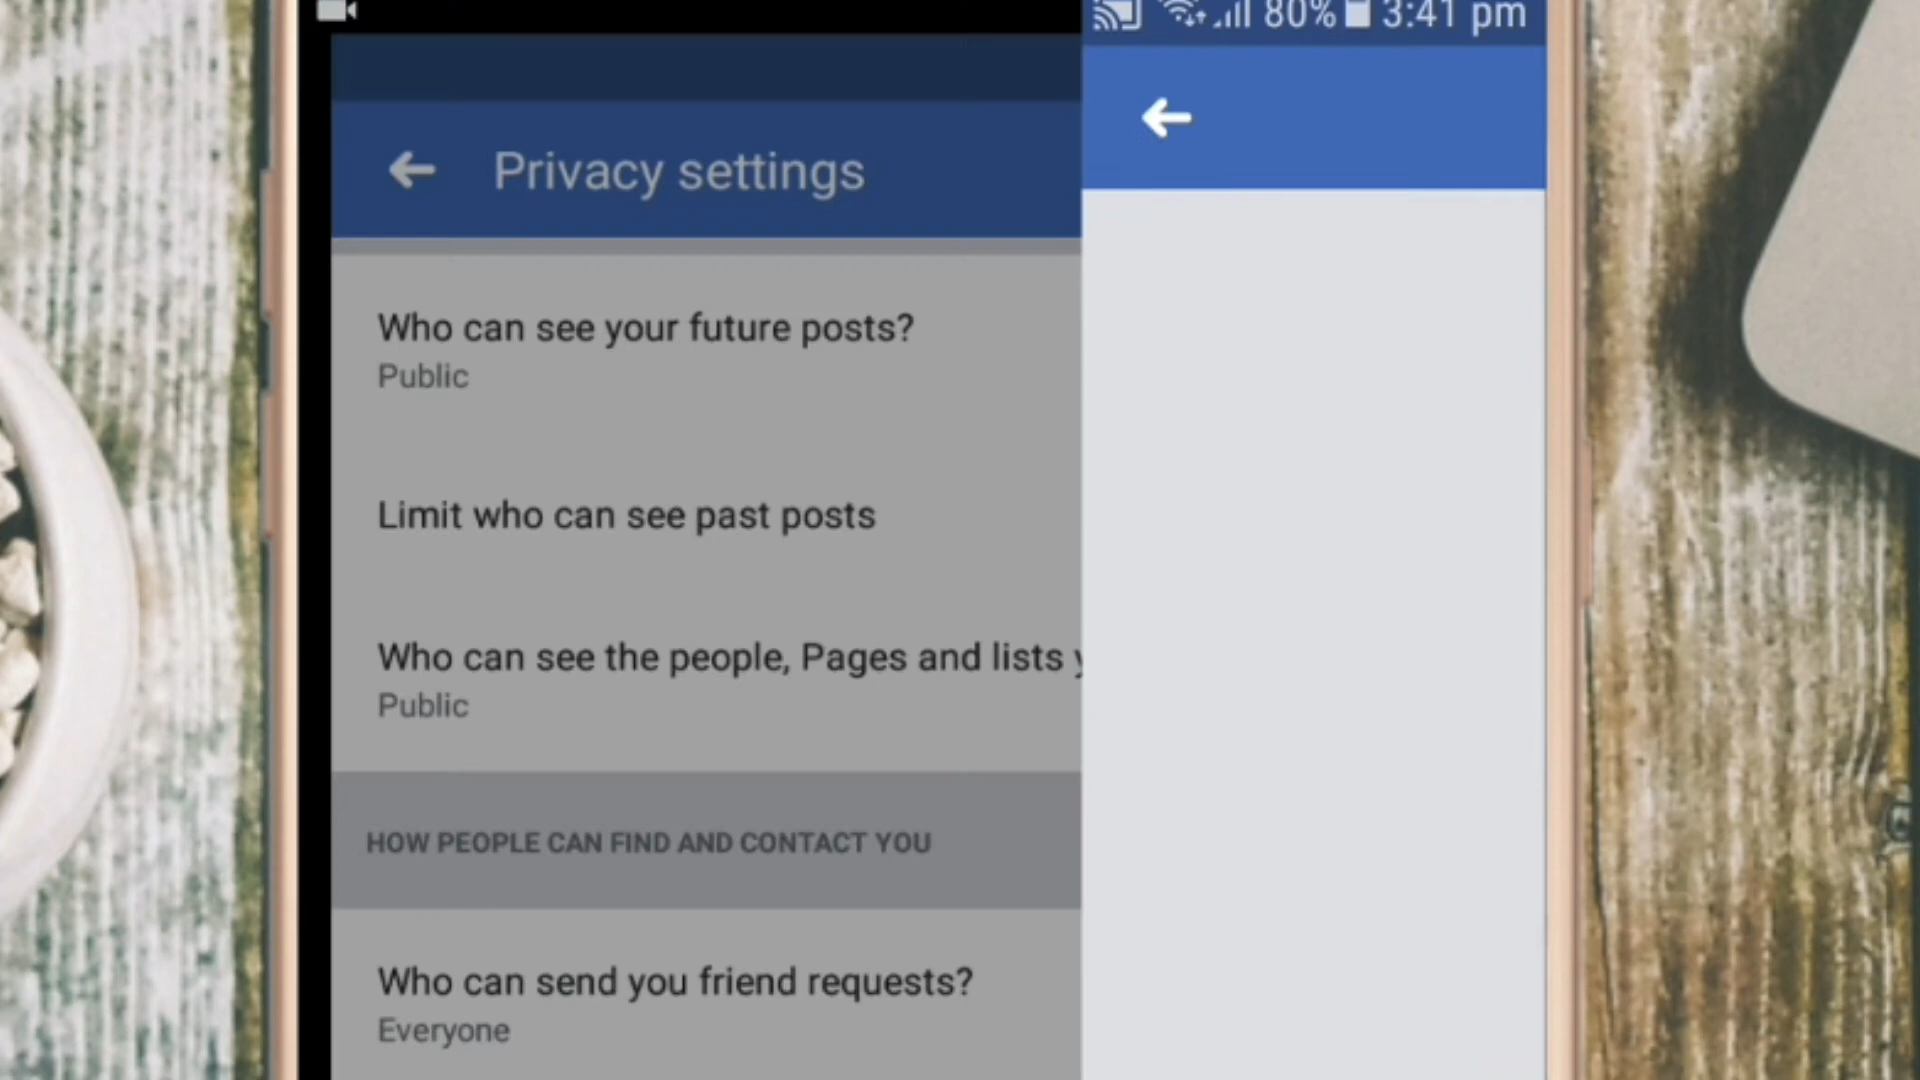 80% 3:41 pm
Privacy settings
Who can see your future posts?
Public
Limit who can see past posts
Who can see the people, Pages and lists
Public
HOW PEOPLE CAN FIND AND CONTACT YOU
Who can send you friend requests?
Everyone